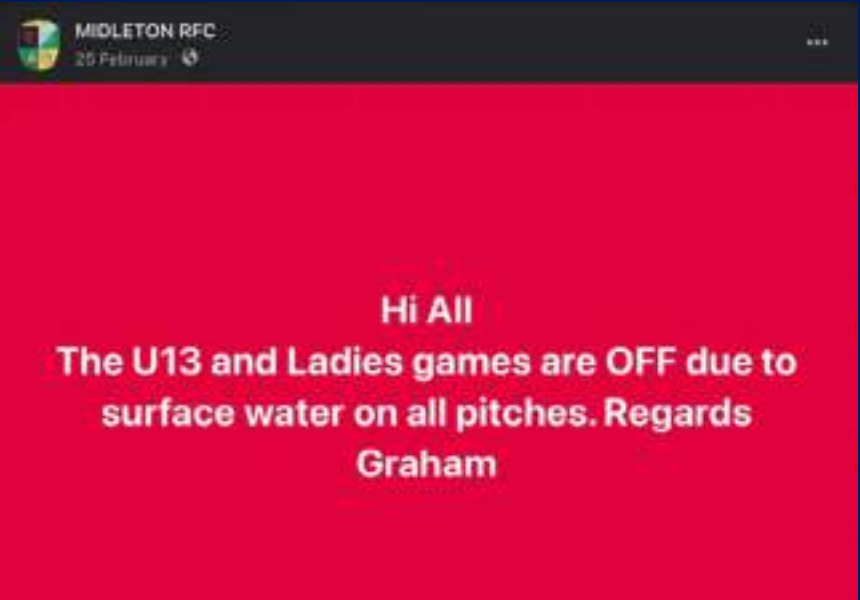 MIDLETON RFC
25 February
Hi All
The U13 and Ladies games are OFF due to
surface water on all pitches. Regards
Graham